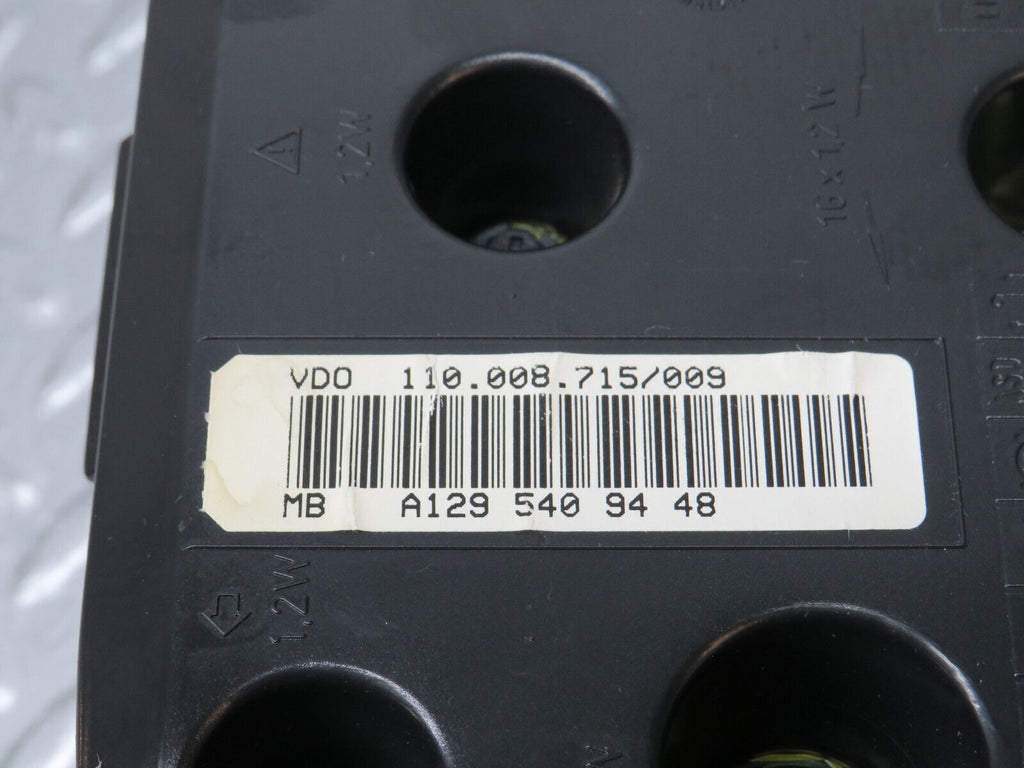 1,2W
16 x 1,2 W
VDO 110.008.715/009
MB A129 540 94 48
1,2W